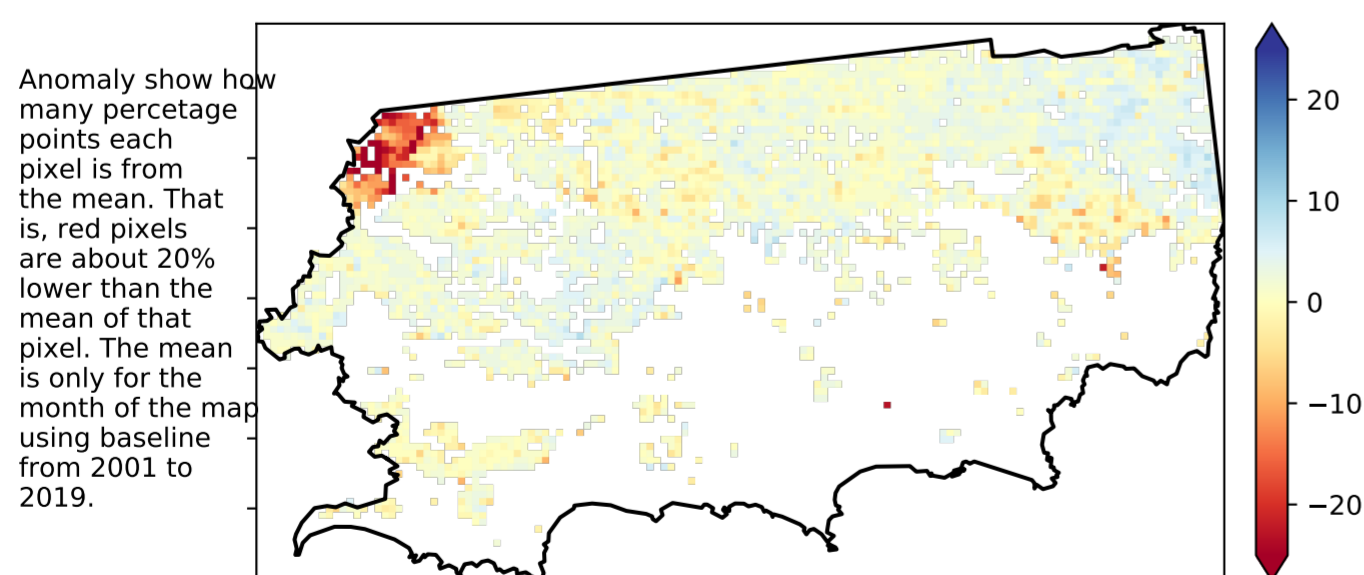 Anomaly show how
many percetage
points each
pixel is from
the mean. That
is, red pixels
are about 20%
lower than the
mean of that
pixel. The mean
is only for the
month of the map
using baseline
from 2001 to
2019.
20
10
0
−10
−20